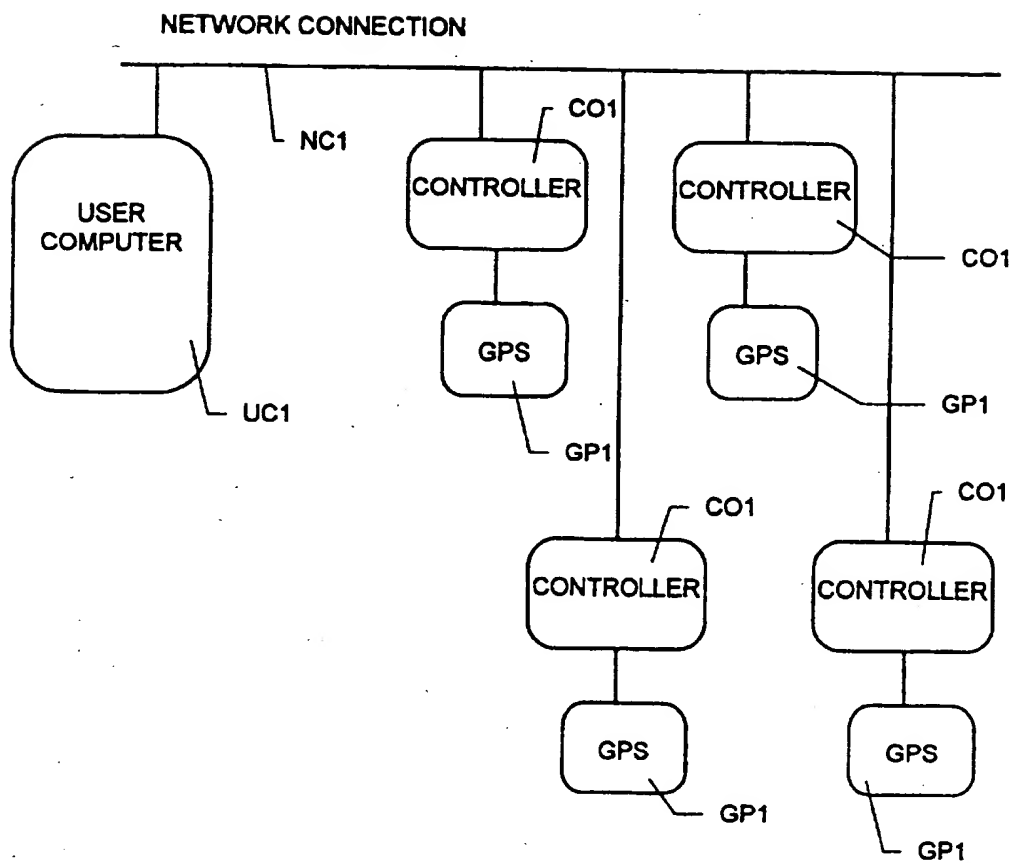 NETWORK CONNECTION
NC1
CO1
USER
COMPUTER
CONTROLLER
CONTROLLER
CO1
GPS
GPS
UC1
GP1
GP1
CO1
CO1
CONTROLLER
CONTROLLER
GPS
GPS
GP1
GP1